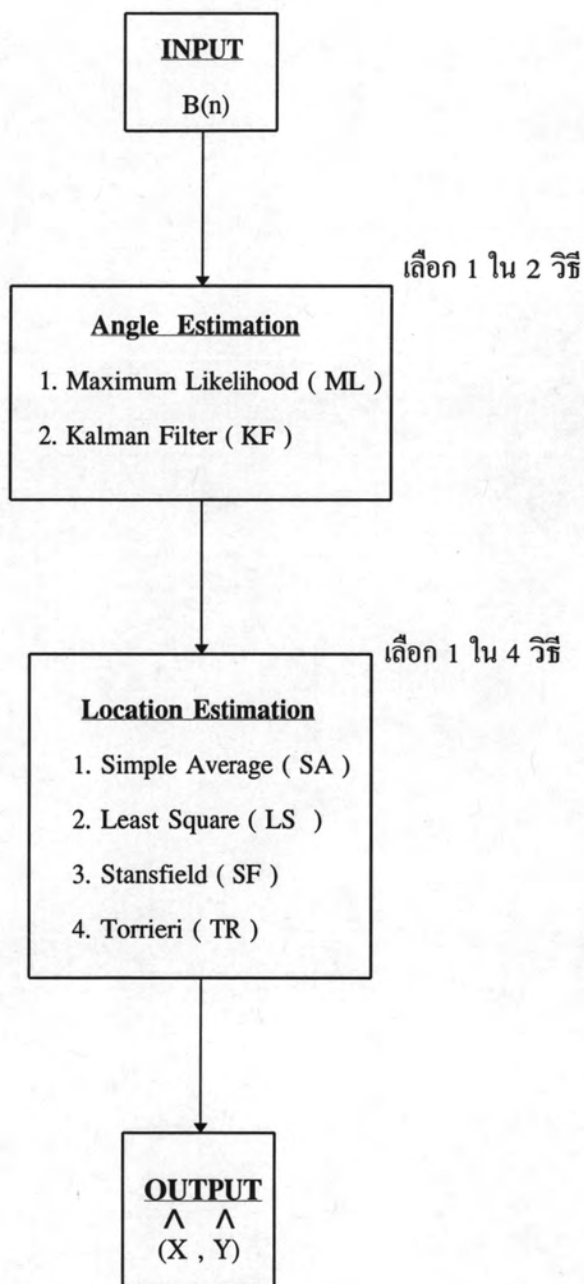 INPUT
B(n)
เลือก 1 ใน 2 วิธี
Angle Estimation
1. Maximum Likelihood ( ML )
2. Kalman Filter ( KF )
เลือก 1 ใน 4 วิธี
Location Estimation
1. Simple Average ( SA )
2. Least Square ( LS )
3. Stansfield ( SF )
4. Torrieri ( TR )
OUTPUT
(X̂ , Ŷ)